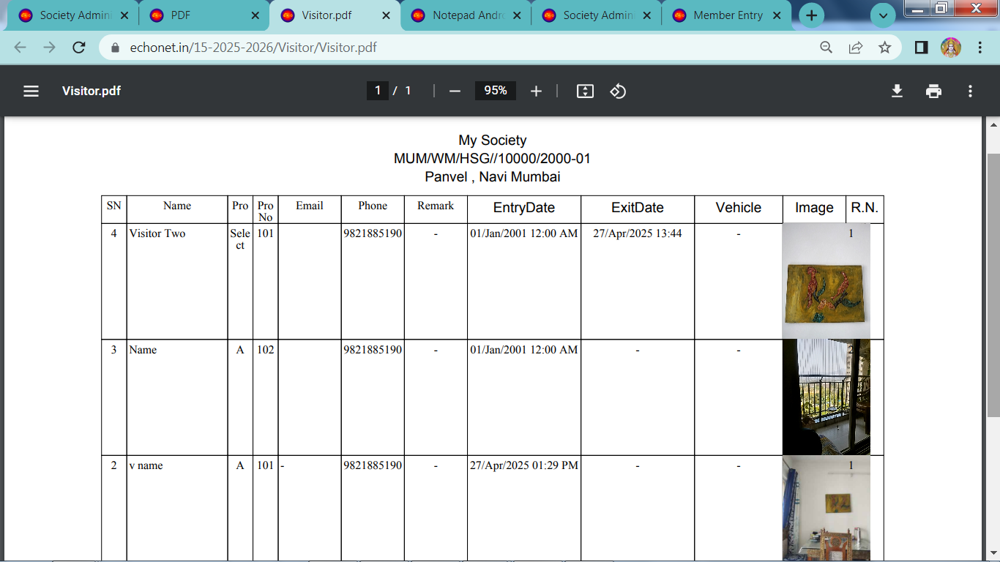 Society Admin
PDF
Visitor.pdf
Notepad Andro
Society Admin
Member Entry
echonet.in/15-2025-2026/Visitor/Visitor.pdf
Visitor.pdf
1 / 1
95%
My Society
MUM/WM/HSG//10000/2000-01
Panvel , Navi Mumbai
SN Name Pro Pro No Email Phone Remark EntryDate ExitDate Vehicle Image R.N.
4 Visitor Two Select 101 9821885190 - 01/Jan/2001 12:00 AM 27/Apr/2025 13:44 - 1
3 Name A 102 9821885190 - 01/Jan/2001 12:00 AM - -
2 v name A 101 - 9821885190 - 27/Apr/2025 01:29 PM - - 1